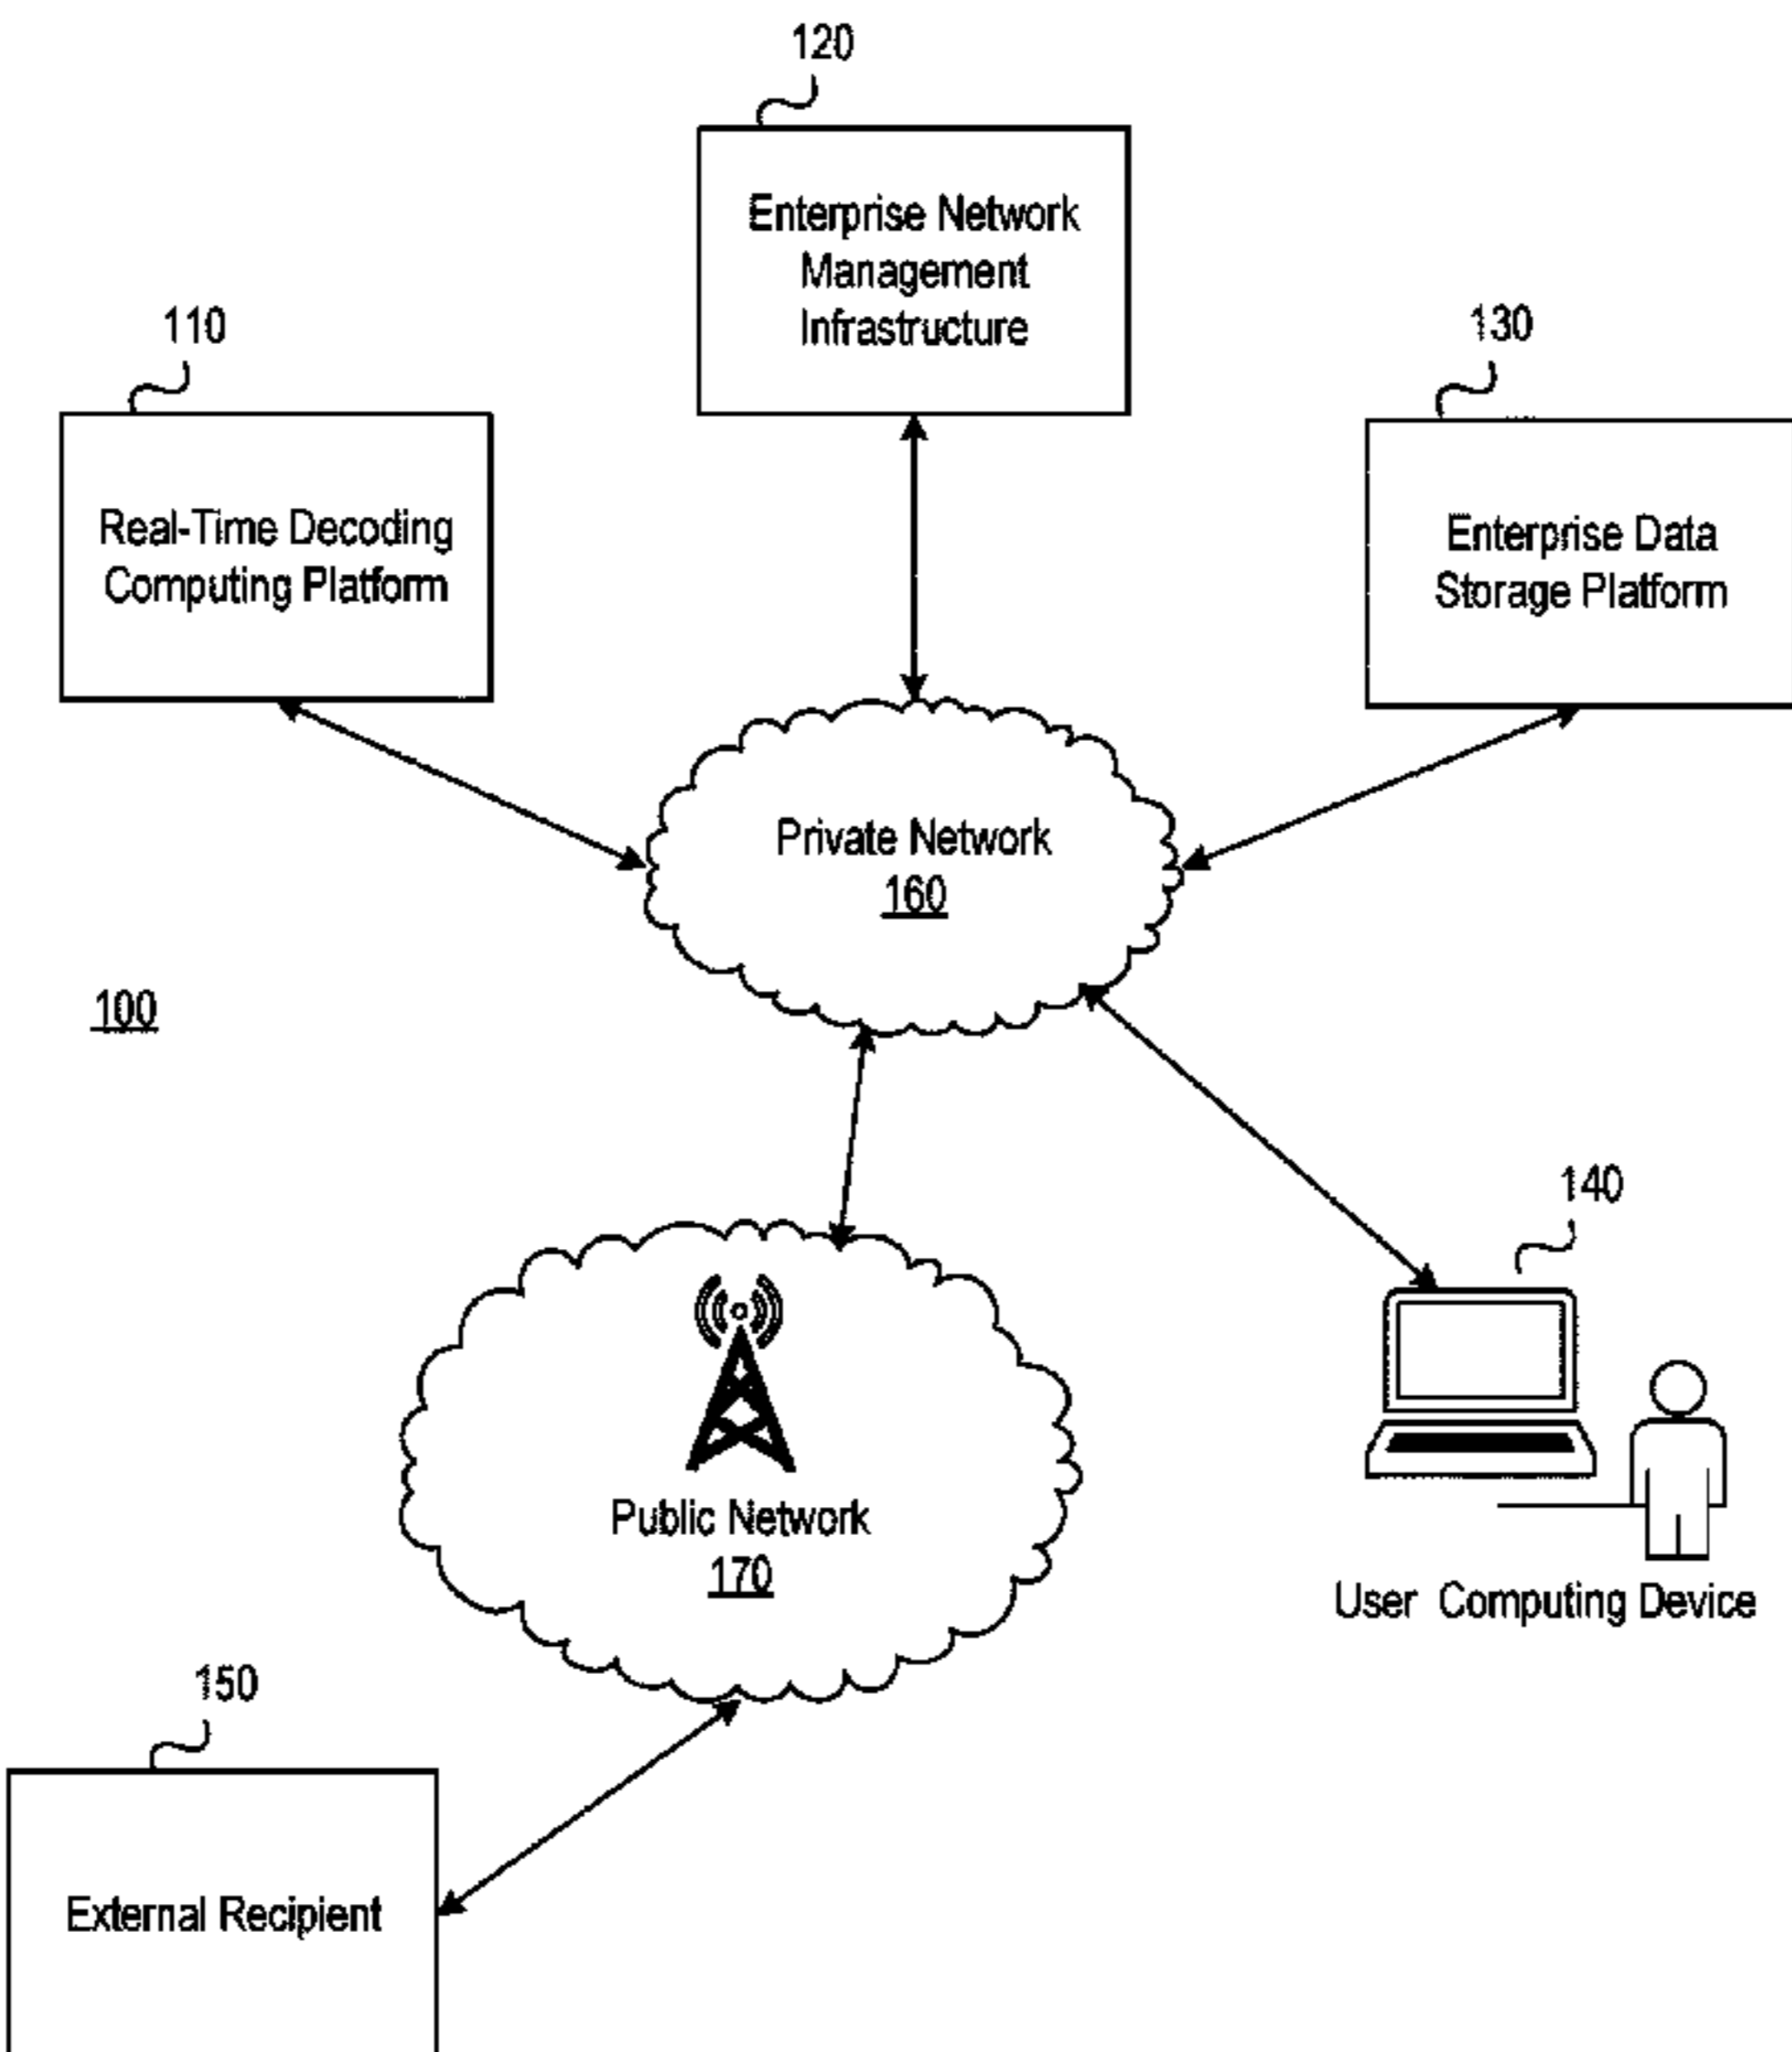 120
Enterprise Network
Management
Infrastructure
110
Real-Time Decoding
Computing Platform
130
Enterprise Data
Storage Platform
Private Network
160
100
140
User Computing Device
Public Network
170
150
External Recipient